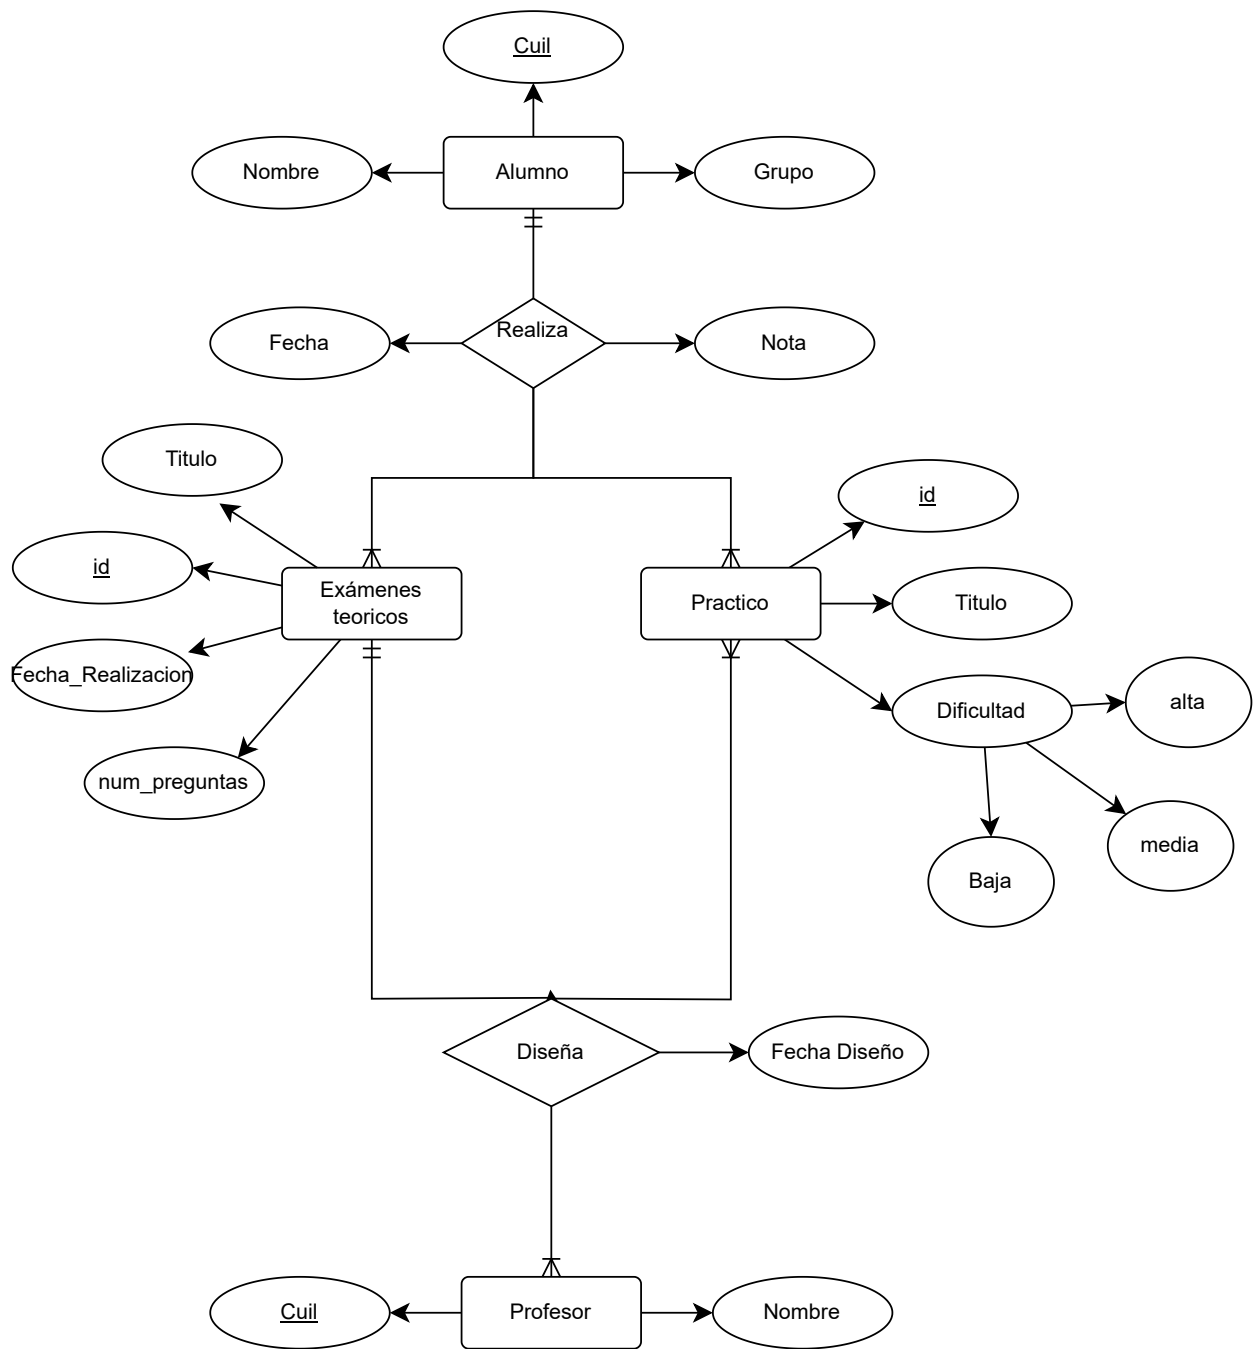 Cuil
Nombre
Alumno
Grupo
Fecha
Realiza
Nota
Titulo
id
id
Exámenes
teoricos
Practico
Titulo
Fecha_Realizacion
Dificultad
alta
num_preguntas
media
Baja
Diseña
Fecha Diseño
Cuil
Profesor
Nombre